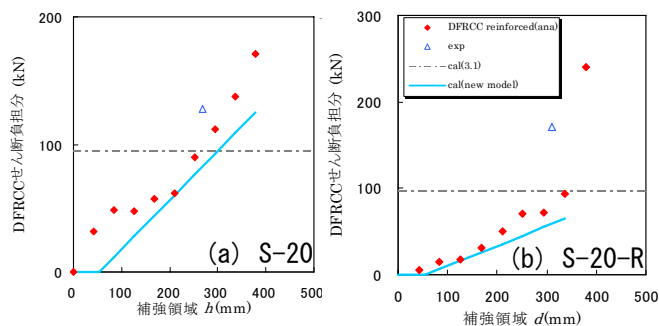 DFRCCせん断負担分 (kN)
200
100
0
0 100 200 300 400 500
補強領域 h(mm)
(a) S-20
DFRCCせん断負担分 (kN)
300
200
100
0
0 100 200 300 400 500
補強領域 d(mm)
(b) S-20-R
DFRCC reinforced(ana)
exp
cal(3.1)
cal(new model)